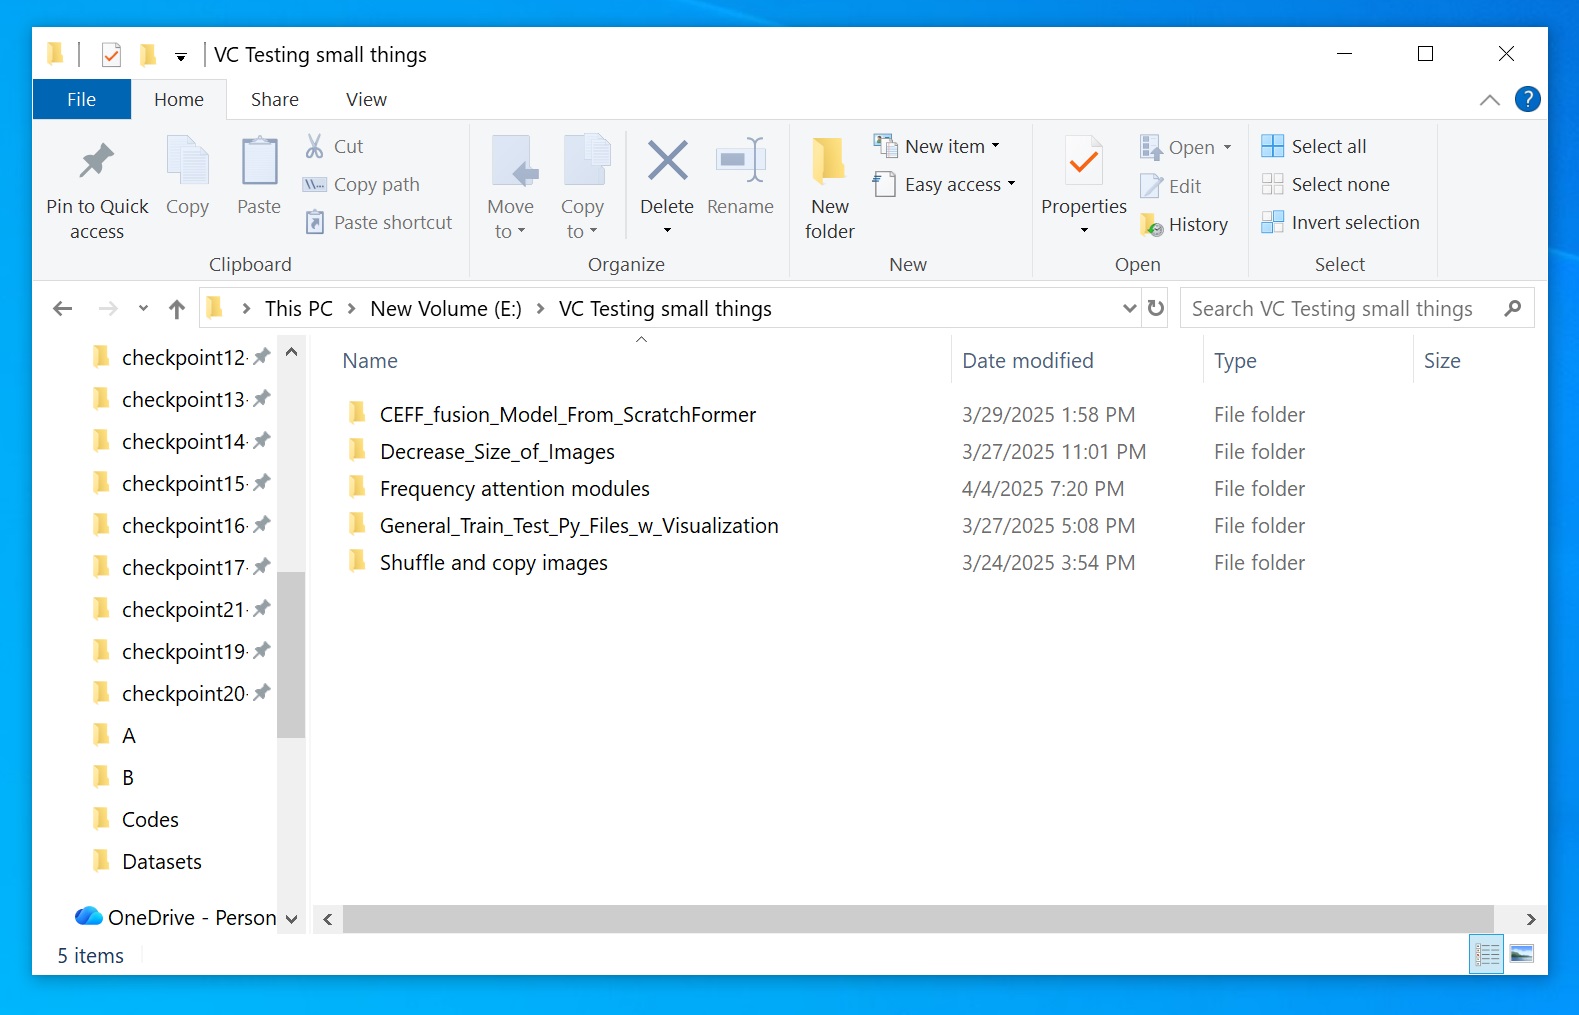 VC Testing small things
File
Home
Share
View
Pin to Quick access
Copy
Paste
Cut
Copy path
Paste shortcut
Clipboard
Move to
Copy to
Delete
Rename
Organize
New folder
New item
Easy access
New
Properties
Open
Edit
History
Open
Select all
Select none
Invert selection
Select
This PC > New Volume (E:) > VC Testing small things
Search VC Testing small things
checkpoint12-
checkpoint13-
checkpoint14-
checkpoint15-
checkpoint16-
checkpoint17-
checkpoint21-
checkpoint19-
checkpoint20-
A
B
Codes
Datasets
OneDrive - Person
Name Date modified Type Size
CEFF_fusion_Model_From_ScratchFormer 3/29/2025 1:58 PM File folder
Decrease_Size_of_Images 3/27/2025 11:01 PM File folder
Frequency attention modules 4/4/2025 7:20 PM File folder
General_Train_Test_Py_Files_w_Visualization 3/27/2025 5:08 PM File folder
Shuffle and copy images 3/24/2025 3:54 PM File folder
5 items